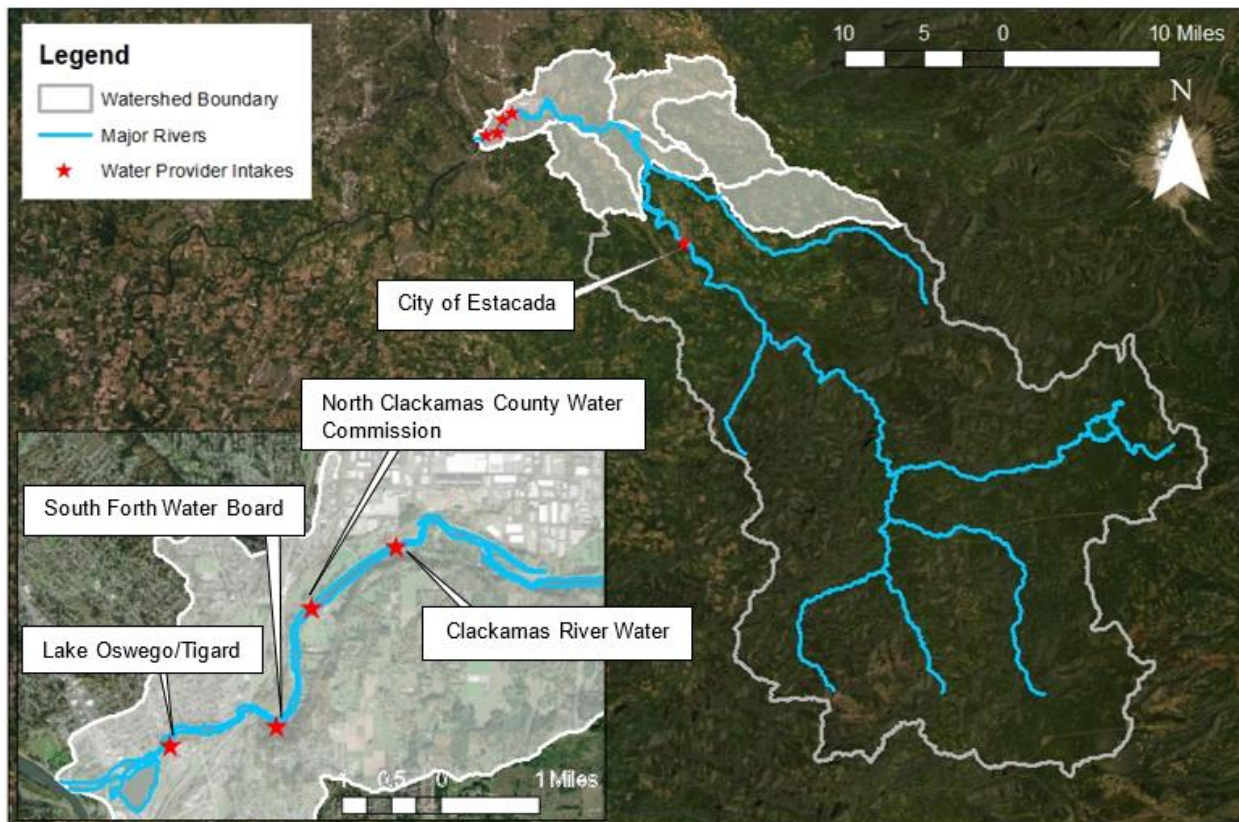 Legend
Watershed Boundary
Major Rivers
Water Provider Intakes
10 5 0 10 Miles
N
City of Estacada
North Clackamas County Water
Commission
South Forth Water Board
Clackamas River Water
Lake Oswego/Tigard
1 0.5 0 1 Miles